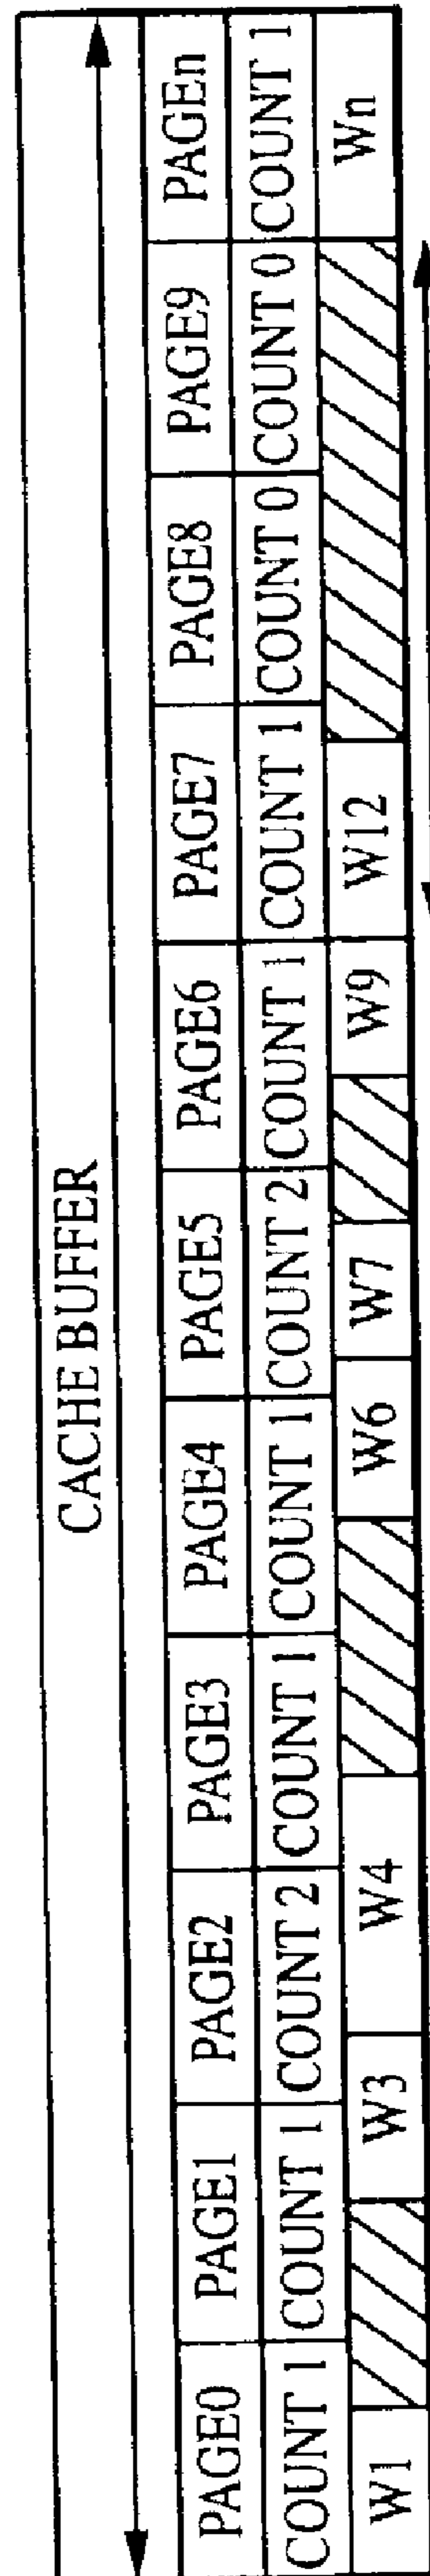 CACHE BUFFER
PAGE0 PAGE1 PAGE2 PAGE3 PAGE4 PAGE5 PAGE6 PAGE7 PAGE8 PAGE9 PAGEn
COUNT 1 COUNT 1 COUNT 2 COUNT 1 COUNT 1 COUNT 2 COUNT 1 COUNT 1 COUNT 0 COUNT 0 COUNT 1
W1 W3 W4 W6 W7 W9 W12 Wn